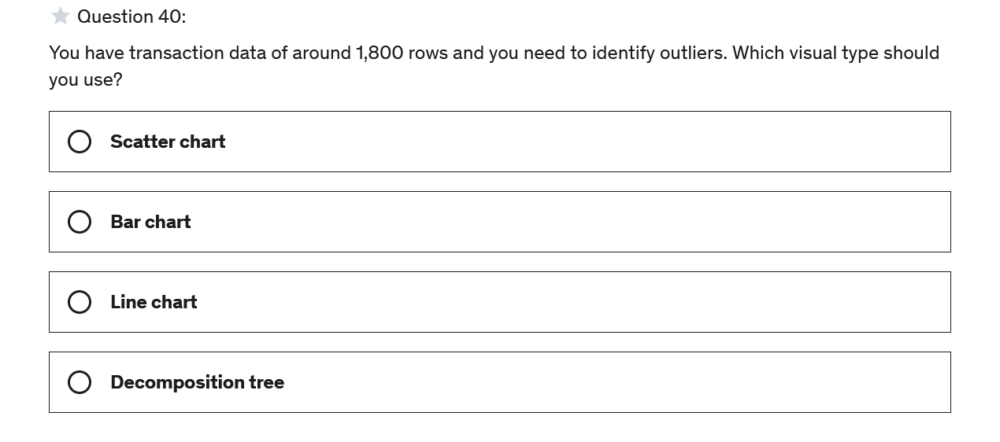 Question 40:
You have transaction data of around 1,800 rows and you need to identify outliers. Which visual type should
you use?
Scatter chart
Bar chart
Line chart
Decomposition tree